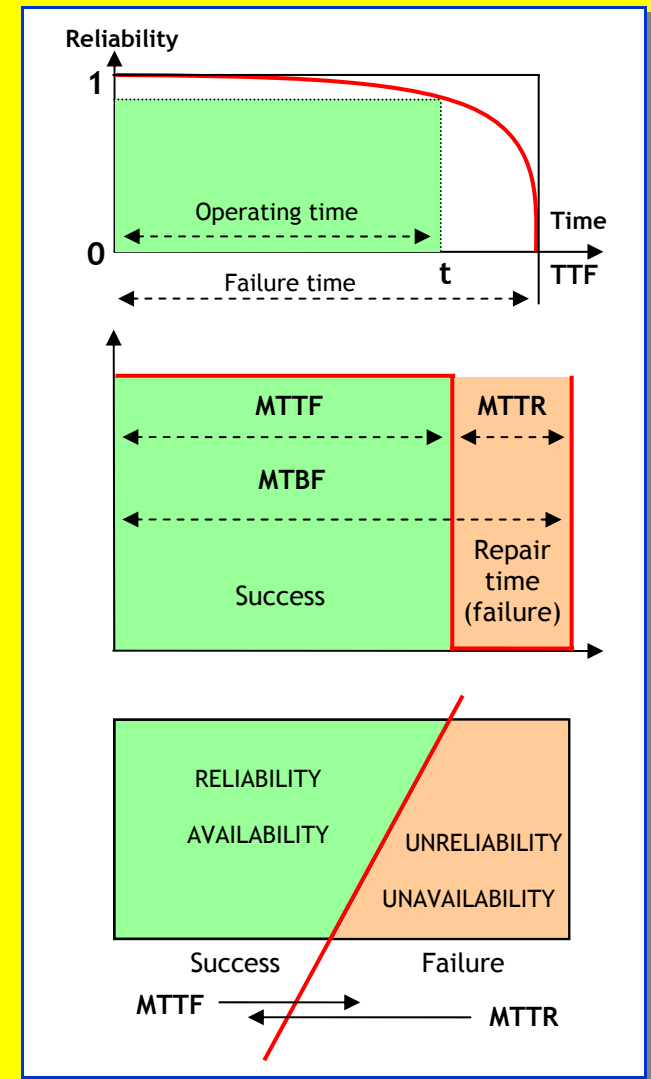 Reliability
1
Operating time
Time
0
t
TTF
Failure time
MTTF
MTTR
MTBF
Repair
time
(failure)
Success
RELIABILITY
AVAILABILITY
UNRELIABILITY
UNAVAILABILITY
Success
Failure
MTTF
MTTR